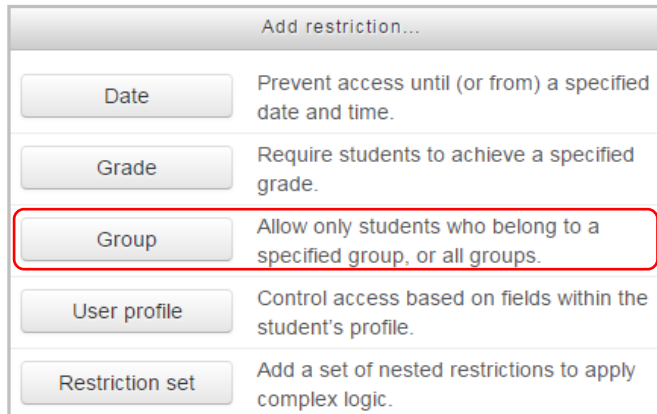 Add restriction...
Date
Prevent access until (or from) a specified
date and time.
Grade
Require students to achieve a specified
grade.
Group
Allow only students who belong to a
specified group, or all groups.
User profile
Control access based on fields within the
student's profile.
Restriction set
Add a set of nested restrictions to apply
complex logic.